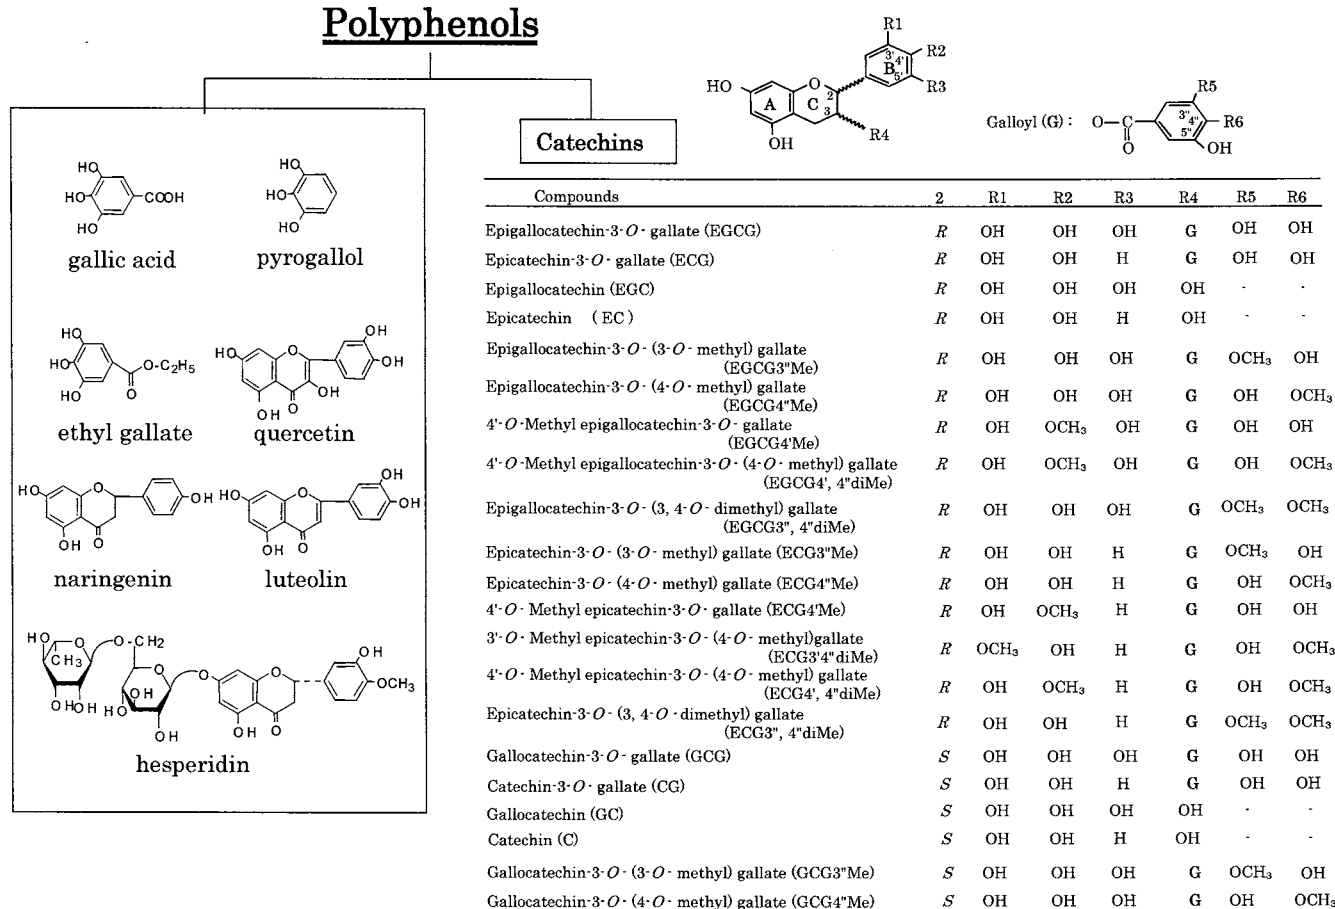 Polyphenols
Catechins
HO
HO
HO
COOH
gallic acid
HO
HO
HO
pyrogallol
HO
HO
HO
O-C₂H₅
O
ethyl gallate
HO
O
OH
OH
OH
OH O
quercetin
HO
O
OH
OH O
naringenin
HO
O
OH
OH
OH O
luteolin
HO
O
O-CH₂
CH₃
OH
OH
O
OH
HO
OH
O
O
OH
OCH₃
OH O
hesperidin
R1
R2
R3
R4
HO
OH
O
A
B
C
2
3
3'
4'
5'
Galloyl (G) :
O-C
O
R5
R6
OH
3"
4"
5"
Compounds 2 R1 R2 R3 R4 R5 R6
Epigallocatechin-3-O- gallate (EGCG) R OH OH OH G OH OH
Epicatechin-3-O- gallate (ECG) R OH OH H G OH OH
Epigallocatechin (EGC) R OH OH OH OH - -
Epicatechin ( EC ) R OH OH H OH - -
Epigallocatechin-3-O- (3-O- methyl) gallate
(EGCG3"Me) R OH OH OH G OCH₃ OH
Epigallocatechin-3-O- (4-O- methyl) gallate
(EGCG4"Me) R OH OH OH G OH OCH₃
4'-O-Methyl epigallocatechin-3-O- gallate
(EGCG4'Me) R OH OCH₃ OH G OH OH
4'-O-Methyl epigallocatechin-3-O- (4-O- methyl) gallate
(EGCG4', 4"diMe) R OH OCH₃ OH G OH OCH₃
Epigallocatechin-3-O- (3, 4-O- dimethyl) gallate
(EGCG3", 4"diMe) R OH OH OH G OCH₃ OCH₃
Epicatechin-3-O- (3-O- methyl) gallate (ECG3"Me) R OH OH H G OCH₃ OH
Epicatechin-3-O- (4-O- methyl) gallate (ECG4"Me) R OH OH H G OH OCH₃
4'-O- Methyl epicatechin-3-O- gallate (ECG4'Me) R OH OCH₃ H G OH OH
3'-O- Methyl epicatechin-3-O- (4-O- methyl)gallate
(ECG3'4"diMe) R OCH₃ OH H G OH OCH₃
4'-O- Methyl epicatechin-3-O- (4-O- methyl) gallate
(ECG4', 4"diMe) R OH OCH₃ H G OH OCH₃
Epicatechin-3-O- (3, 4-O- dimethyl) gallate
(ECG3", 4"diMe) R OH OH H G OCH₃ OCH₃
Gallocatechin-3-O- gallate (GCG) S OH OH OH G OH OH
Catechin-3-O- gallate (CG) S OH OH H G OH OH
Gallocatechin (GC) S OH OH OH OH - -
Catechin (C) S OH OH H OH - -
Gallocatechin-3-O- (3-O- methyl) gallate (GCG3"Me) S OH OH OH G OCH₃ OH
Gallocatechin-3-O- (4-O- methyl) gallate (GCG4"Me) S OH OH OH G OH OCH₃